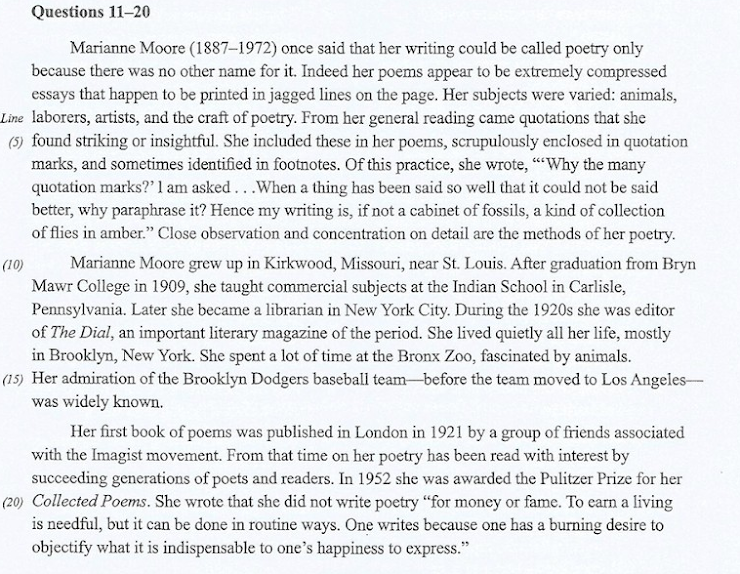 Questions 11–20
Marianne Moore (1887–1972) once said that her writing could be called poetry only
because there was no other name for it. Indeed her poems appear to be extremely compressed
essays that happen to be printed in jagged lines on the page. Her subjects were varied: animals,
Line laborers, artists, and the craft of poetry. From her general reading came quotations that she
(5) found striking or insightful. She included these in her poems, scrupulously enclosed in quotation
marks, and sometimes identified in footnotes. Of this practice, she wrote, “‘Why the many
quotation marks?’ I am asked . . .When a thing has been said so well that it could not be said
better, why paraphrase it? Hence my writing is, if not a cabinet of fossils, a kind of collection
of flies in amber.” Close observation and concentration on detail are the methods of her poetry.
(10) Marianne Moore grew up in Kirkwood, Missouri, near St. Louis. After graduation from Bryn
Mawr College in 1909, she taught commercial subjects at the Indian School in Carlisle,
Pennsylvania. Later she became a librarian in New York City. During the 1920s she was editor
of The Dial, an important literary magazine of the period. She lived quietly all her life, mostly
in Brooklyn, New York. She spent a lot of time at the Bronx Zoo, fascinated by animals.
(15) Her admiration of the Brooklyn Dodgers baseball team—before the team moved to Los Angeles—
was widely known.
Her first book of poems was published in London in 1921 by a group of friends associated
with the Imagist movement. From that time on her poetry has been read with interest by
succeeding generations of poets and readers. In 1952 she was awarded the Pulitzer Prize for her
(20) Collected Poems. She wrote that she did not write poetry “for money or fame. To earn a living
is needful, but it can be done in routine ways. One writes because one has a burning desire to
objectify what it is indispensable to one’s happiness to express.”